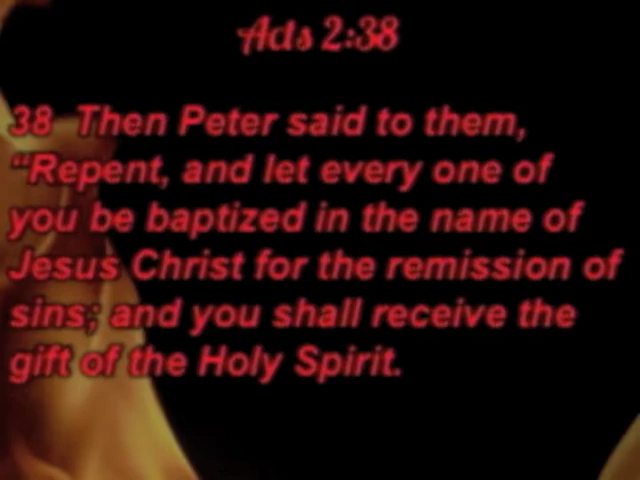 Acts 2:38
38 Then Peter said to them,
“Repent, and let every one of
you be baptized in the name of
Jesus Christ for the remission of
sins; and you shall receive the
gift of the Holy Spirit.